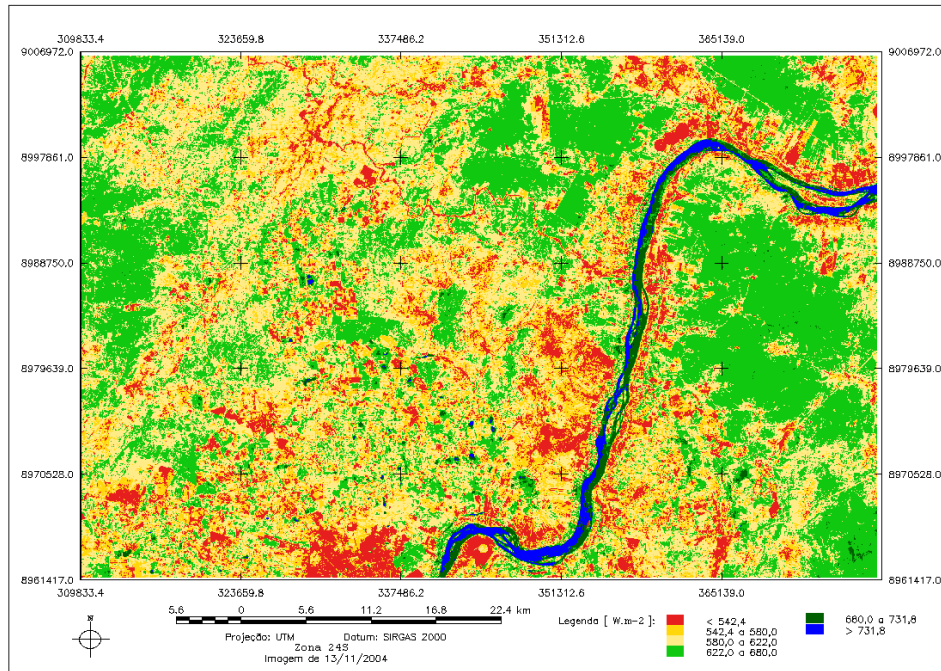 309833.4 323659.8 337486.2 351312.6 365139.0
9006972.0 9006972.0
8997861.0 8997861.0
8988750.0 8988750.0
8979639.0 8979639.0
8970528.0 8970528.0
8961417.0 8961417.0
309833.4 323659.8 337486.2 351312.6 365139.0
N
5.6 0 5.6 11.2 16.8 22.4 km
Projeção: UTM Datum: SIRGAS 2000
Zona 24S
Imagem de 13/11/2004
Legenda [ W.m-2 ]:
< 542,4
542,4 a 580,0
580,0 a 622,0
622,0 a 680,0
680,0 a 731,8
> 731,8